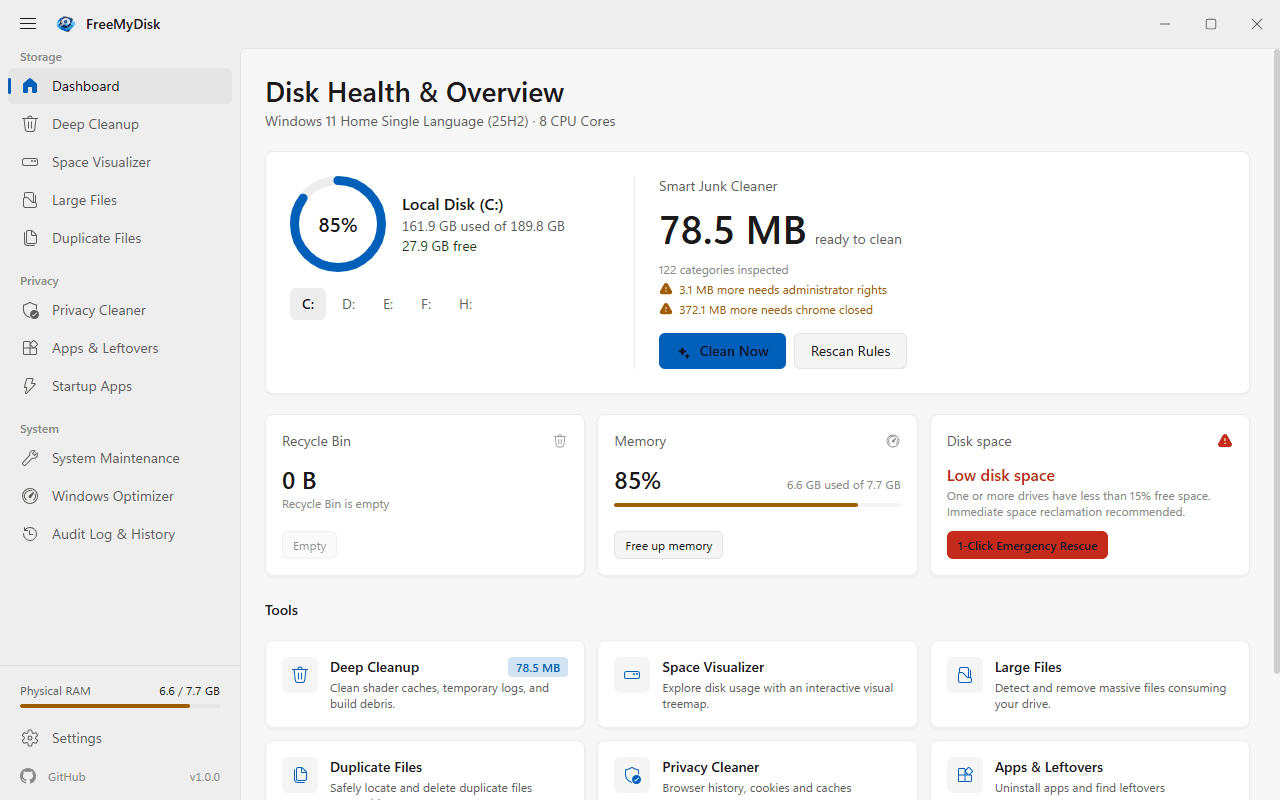 FreeMyDisk
Storage
Dashboard
Deep Cleanup
Space Visualizer
Large Files
Duplicate Files
Privacy
Privacy Cleaner
Apps & Leftovers
Startup Apps
System
System Maintenance
Windows Optimizer
Audit Log & History
Physical RAM 6.6 / 7.7 GB
Settings
GitHub v1.0.0
Disk Health & Overview
Windows 11 Home Single Language (25H2) · 8 CPU Cores
85%
Local Disk (C:)
161.9 GB used of 189.8 GB
27.9 GB free
C: D: E: F: H:
Smart Junk Cleaner
78.5 MB ready to clean
122 categories inspected
3.1 MB more needs administrator rights
372.1 MB more needs chrome closed
Clean Now Rescan Rules
Recycle Bin
0 B
Recycle Bin is empty
Empty
Memory
85% 6.6 GB used of 7.7 GB
Free up memory
Disk space
Low disk space
One or more drives have less than 15% free space.
Immediate space reclamation recommended.
1-Click Emergency Rescue
Tools
Deep Cleanup 78.5 MB
Clean shader caches, temporary logs, and
build debris.
Space Visualizer
Explore disk usage with an interactive visual
treemap.
Large Files
Detect and remove massive files consuming
your drive.
Duplicate Files
Safely locate and delete duplicate files
Privacy Cleaner
Browser history, cookies and caches
Apps & Leftovers
Uninstall apps and find leftovers